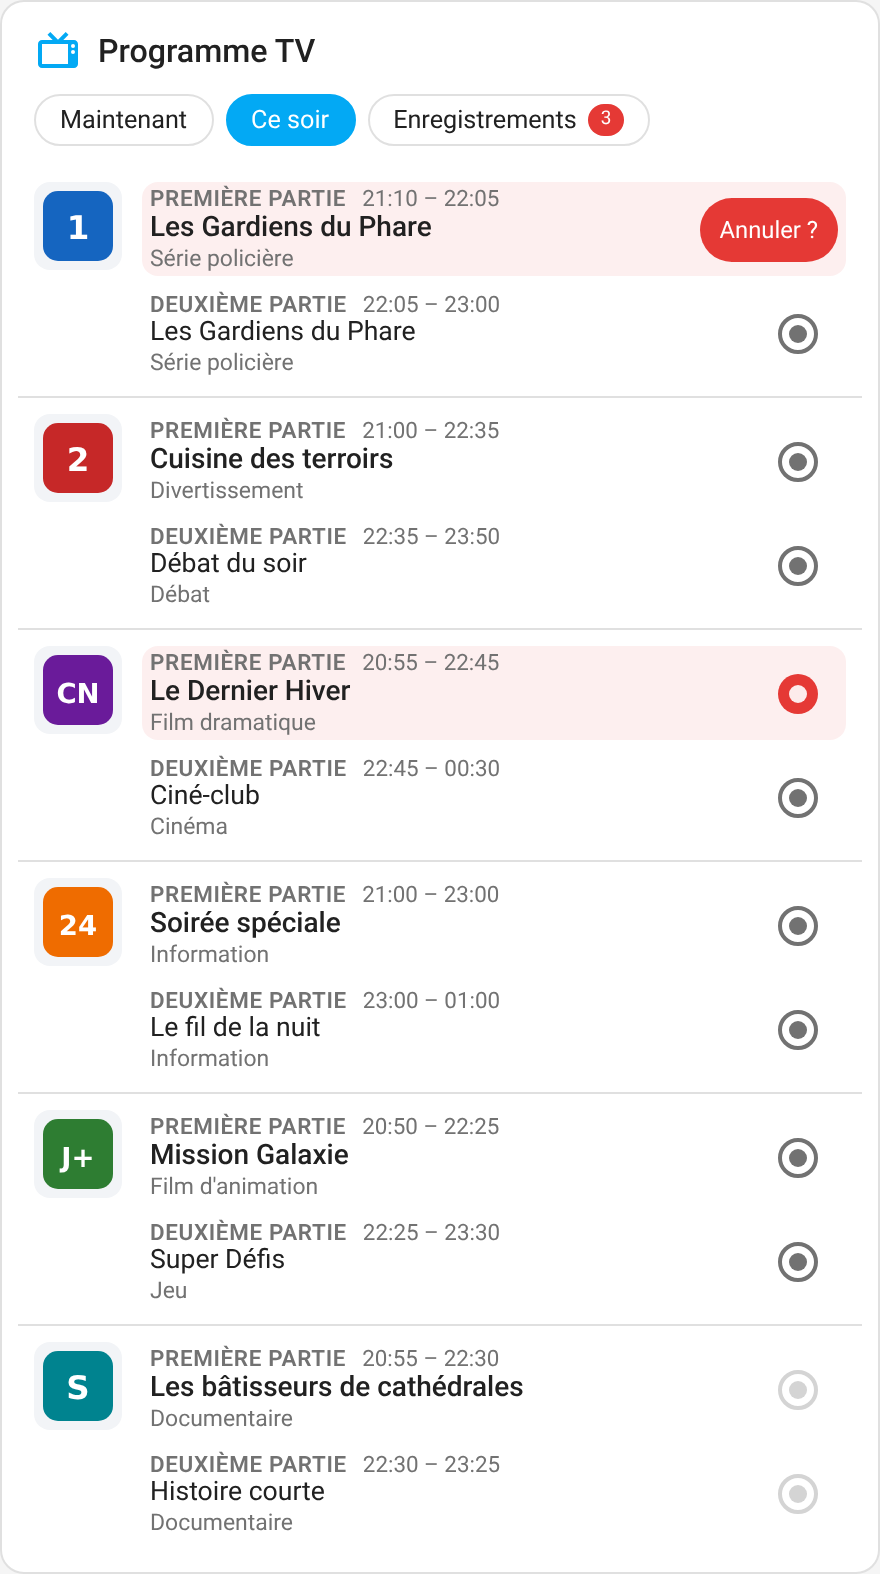 Programme TV
Maintenant
Ce soir
Enregistrements 3
1
PREMIÈRE PARTIE 21:10 – 22:05
Les Gardiens du Phare
Série policière
Annuler ?
DEUXIÈME PARTIE 22:05 – 23:00
Les Gardiens du Phare
Série policière
2
PREMIÈRE PARTIE 21:00 – 22:35
Cuisine des terroirs
Divertissement
DEUXIÈME PARTIE 22:35 – 23:50
Débat du soir
Débat
CN
PREMIÈRE PARTIE 20:55 – 22:45
Le Dernier Hiver
Film dramatique
DEUXIÈME PARTIE 22:45 – 00:30
Ciné-club
Cinéma
24
PREMIÈRE PARTIE 21:00 – 23:00
Soirée spéciale
Information
DEUXIÈME PARTIE 23:00 – 01:00
Le fil de la nuit
Information
J+
PREMIÈRE PARTIE 20:50 – 22:25
Mission Galaxie
Film d'animation
DEUXIÈME PARTIE 22:25 – 23:30
Super Défis
Jeu
S
PREMIÈRE PARTIE 20:55 – 22:30
Les bâtisseurs de cathédrales
Documentaire
DEUXIÈME PARTIE 22:30 – 23:25
Histoire courte
Documentaire